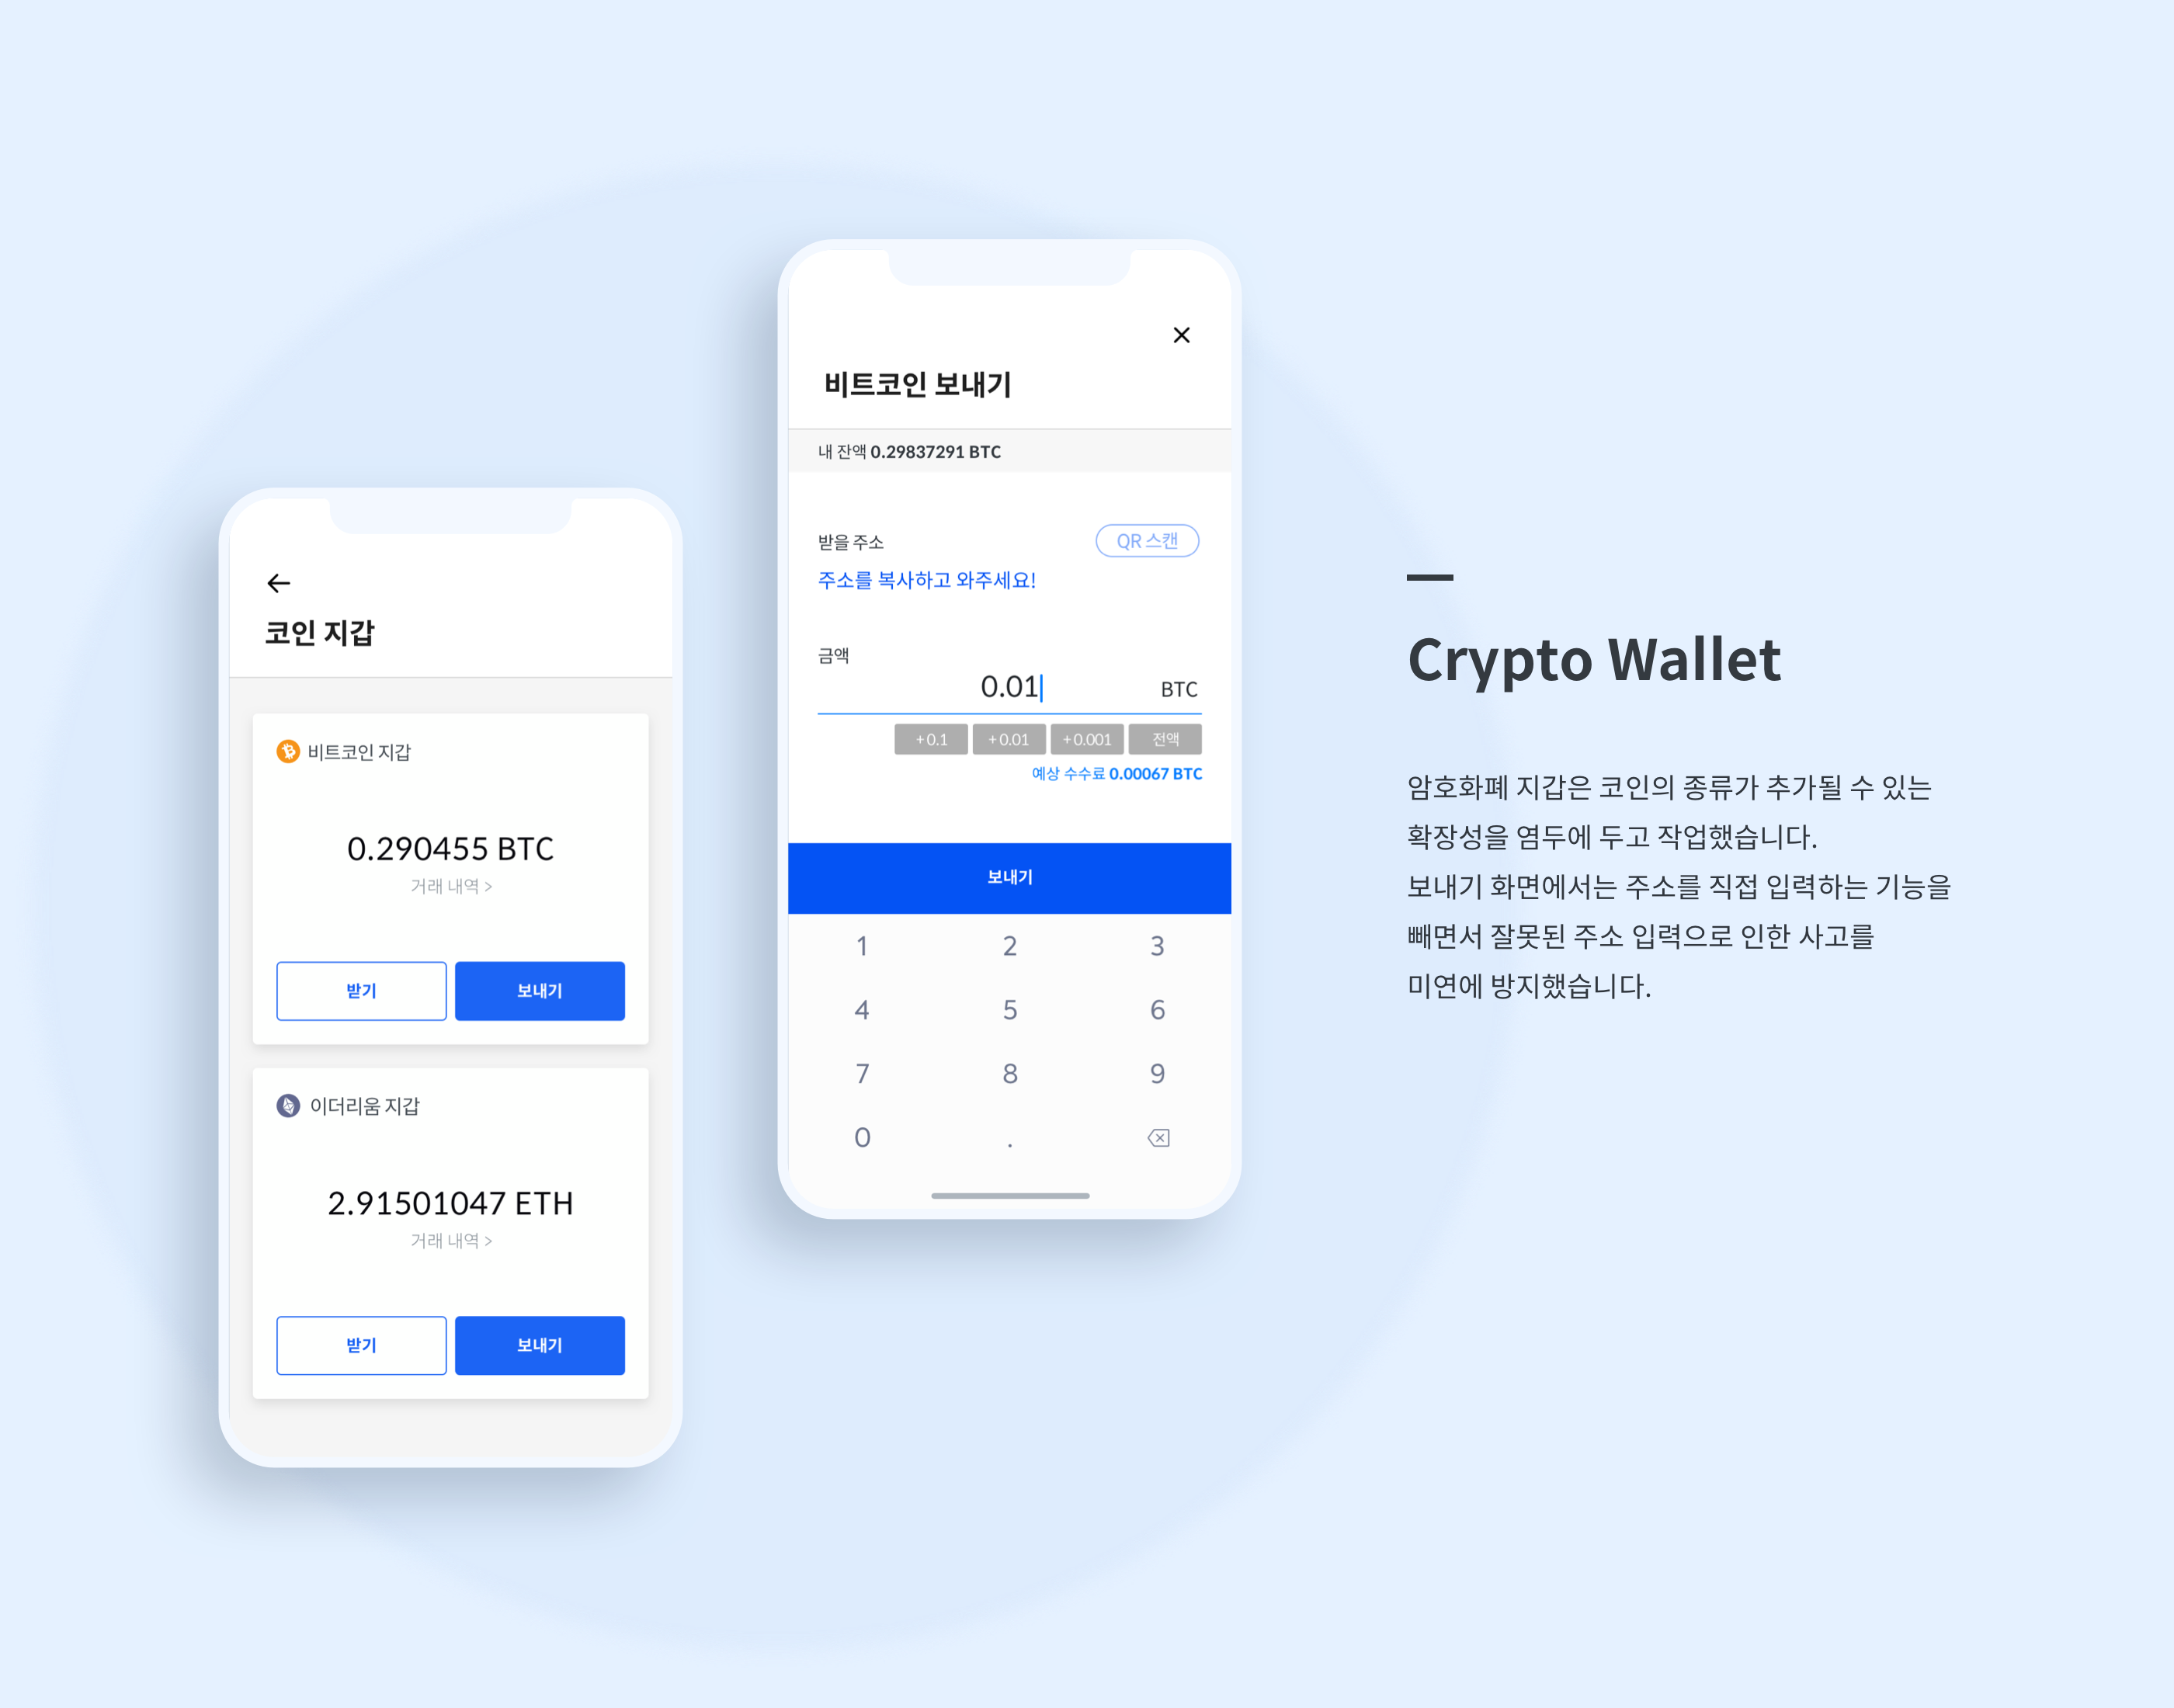 코인 지갑
비트코인 지갑
0.290455 BTC
거래 내역 >
받기
보내기
이더리움 지갑
2.91501047 ETH
거래 내역 >
받기
보내기
비트코인 보내기
내 잔액 0.29837291 BTC
받을 주소
QR 스캔
주소를 복사하고 와주세요!
금액
0.01
BTC
+0.1
+0.01
+0.001
전액
예상 수수료 0.00067 BTC
보내기
1 2 3
4 5 6
7 8 9
0 .
Crypto Wallet
암호화폐 지갑은 코인의 종류가 추가될 수 있는
확장성을 염두에 두고 작업했습니다.
보내기 화면에서는 주소를 직접 입력하는 기능을
빼면서 잘못된 주소 입력으로 인한 사고를
미연에 방지했습니다.